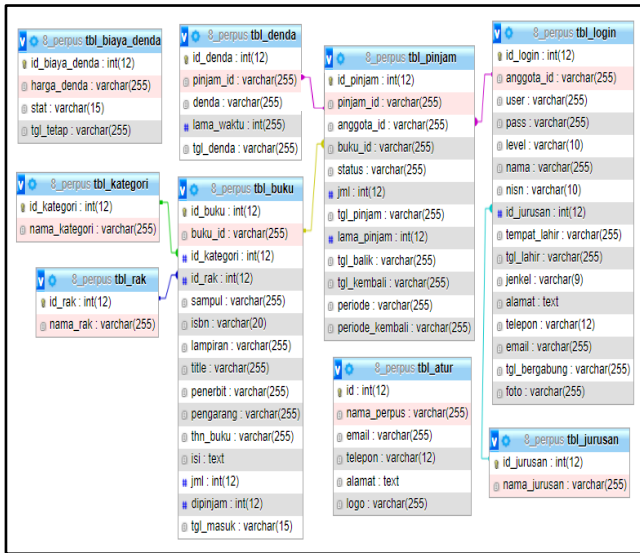 8_perpus tbl_biaya_denda
id_biaya_denda : int(12)
harga_denda : varchar(255)
stat : varchar(15)
tgl_tetap : varchar(255)
8_perpus tbl_denda
id_denda : int(12)
pinjam_id : varchar(255)
denda : varchar(255)
# lama_waktu : int(255)
tgl_denda : varchar(255)
8_perpus tbl_pinjam
id_pinjam : int(12)
pinjam_id : varchar(255)
anggota_id : varchar(255)
buku_id : varchar(255)
status : varchar(255)
# jml : int(12)
tgl_pinjam : varchar(255)
# lama_pinjam : int(12)
tgl_balik : varchar(255)
tgl_kembali : varchar(255)
periode : varchar(255)
periode_kembali : varchar(255)
8_perpus tbl_login
id_login : int(12)
anggota_id : varchar(255)
user : varchar(255)
pass : varchar(255)
level : varchar(10)
nama : varchar(255)
nisn : varchar(10)
# id_jurusan : int(12)
tempat_lahir : varchar(255)
tgl_lahir : varchar(255)
jenkel : varchar(9)
alamat : text
telepon : varchar(12)
email : varchar(255)
tgl_bergabung : varchar(255)
foto : varchar(255)
8_perpus tbl_kategori
id_kategori : int(12)
nama_kategori : varchar(255)
8_perpus tbl_rak
id_rak : int(12)
nama_rak : varchar(255)
8_perpus tbl_buku
id_buku : int(12)
buku_id : varchar(255)
# id_kategori : int(12)
# id_rak : int(12)
sampul : varchar(255)
isbn : varchar(20)
lampiran : varchar(255)
title : varchar(255)
penerbit : varchar(255)
pengarang : varchar(255)
thn_buku : varchar(255)
isi : text
# jml : int(12)
# dipinjam : int(12)
tgl_masuk : varchar(15)
8_perpus tbl_atur
id : int(12)
nama_perpus : varchar(255)
email : varchar(255)
telepon : varchar(12)
alamat : text
logo : varchar(255)
8_perpus tbl_jurusan
id_jurusan : int(12)
nama_jurusan : varchar(255)